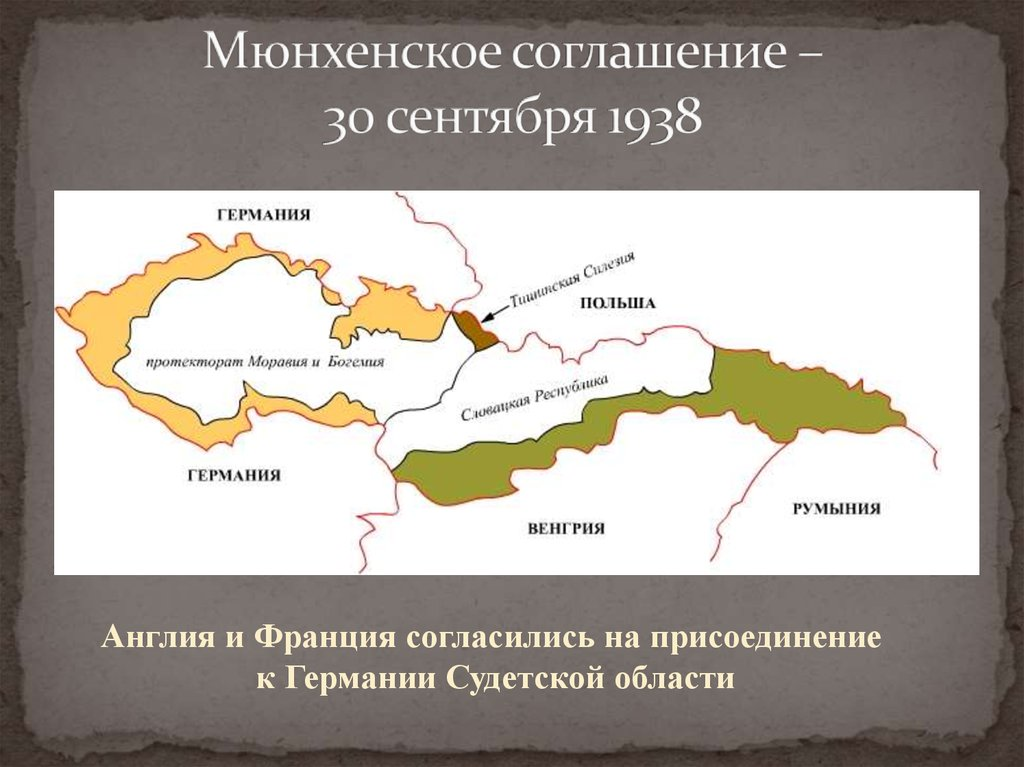 Мюнхенское соглашение –
30 сентября 1938
ГЕРМАНИЯ
Тишинская Силезия
ПОЛЬША
протекторат Моравия и Богемия
Словацкая Республика
ГЕРМАНИЯ
РУМЫНИЯ
ВЕНГРИЯ
Англия и Франция согласились на присоединение
к Германии Судетской области